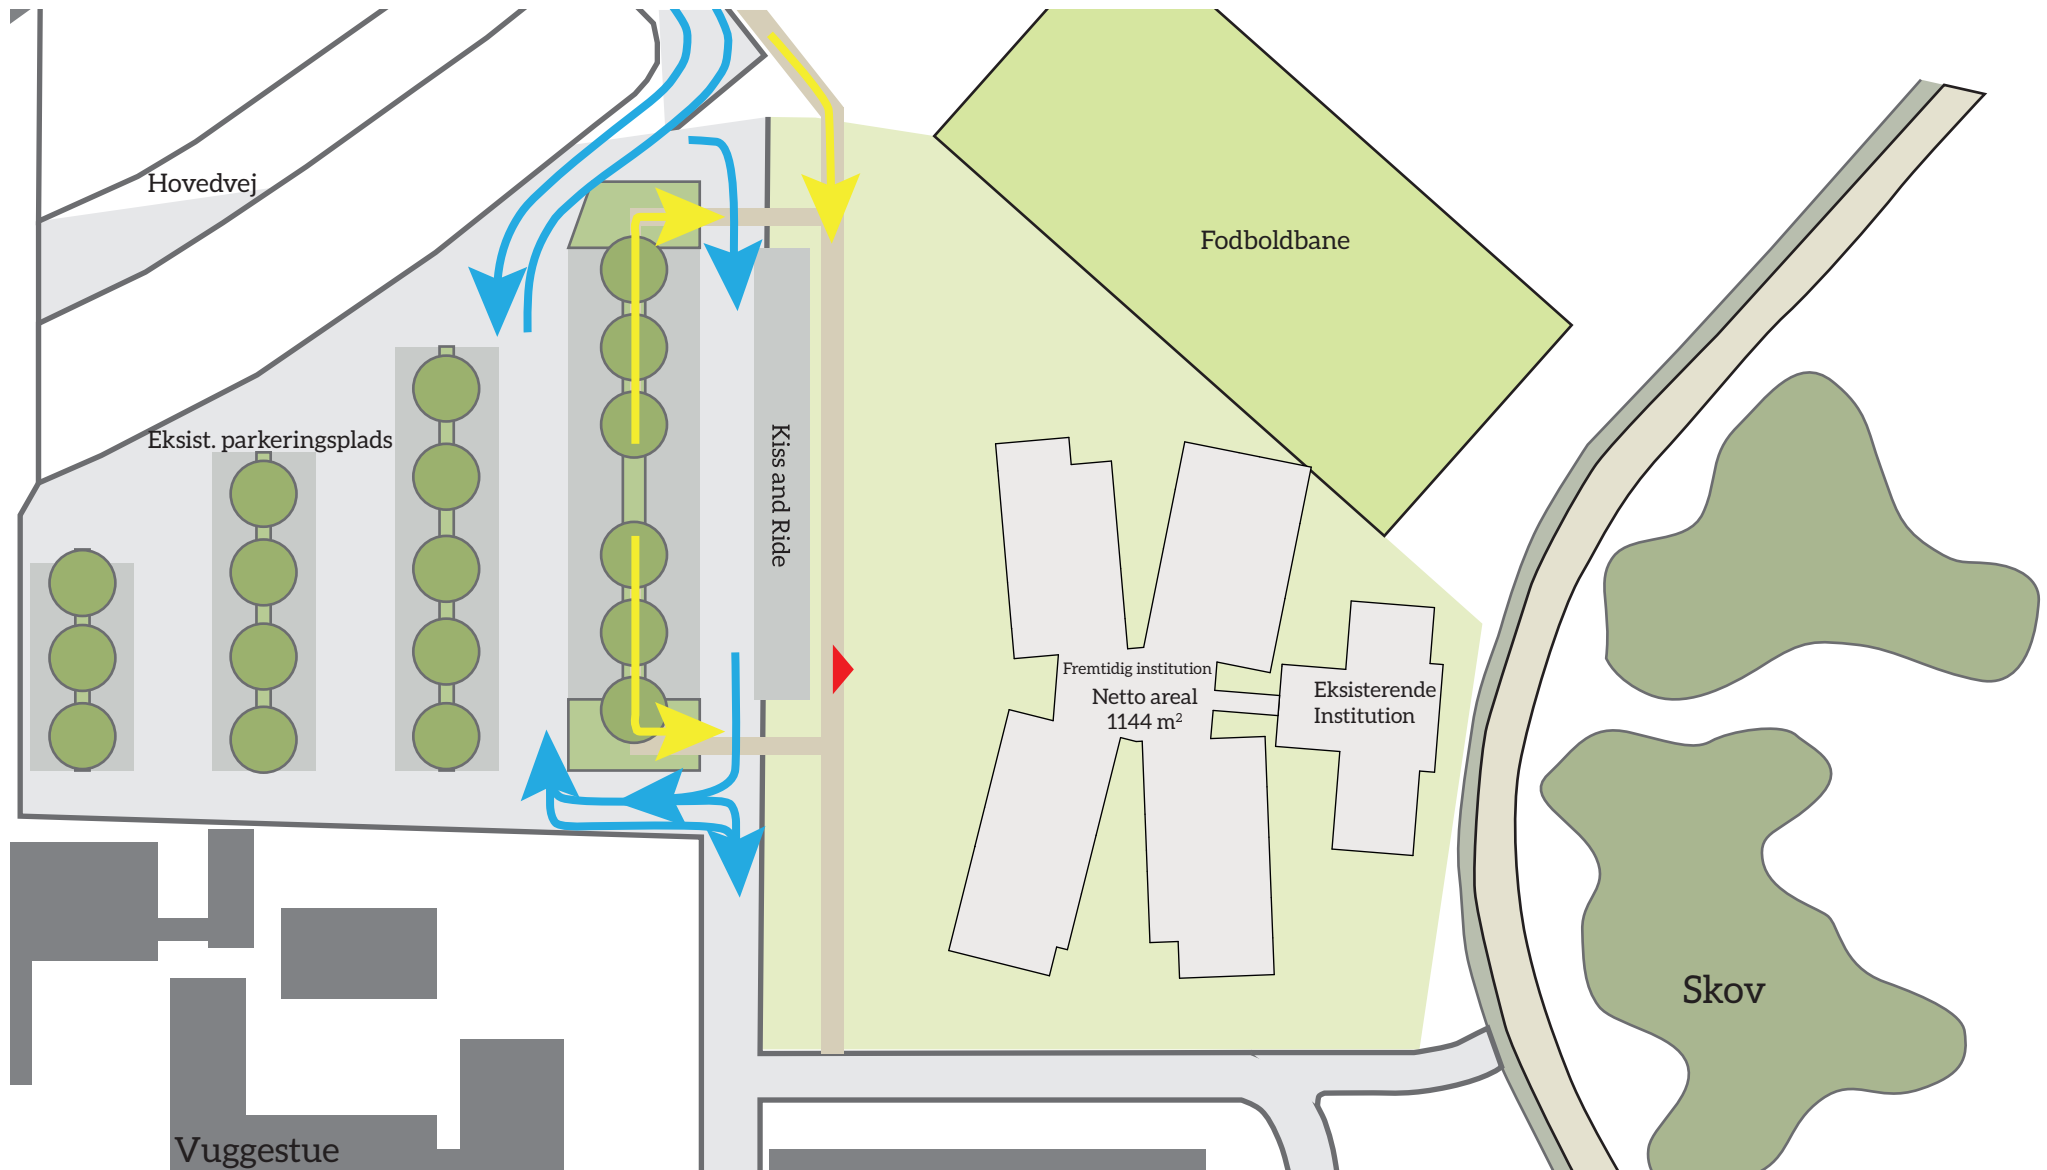 Hovedvej
Fodboldbane
Eksist. parkeringsplads
Kiss and Ride
Fremtidig institution
Netto areal
1144 m²
Eksisterende
Institution
Skov
Vuggestue